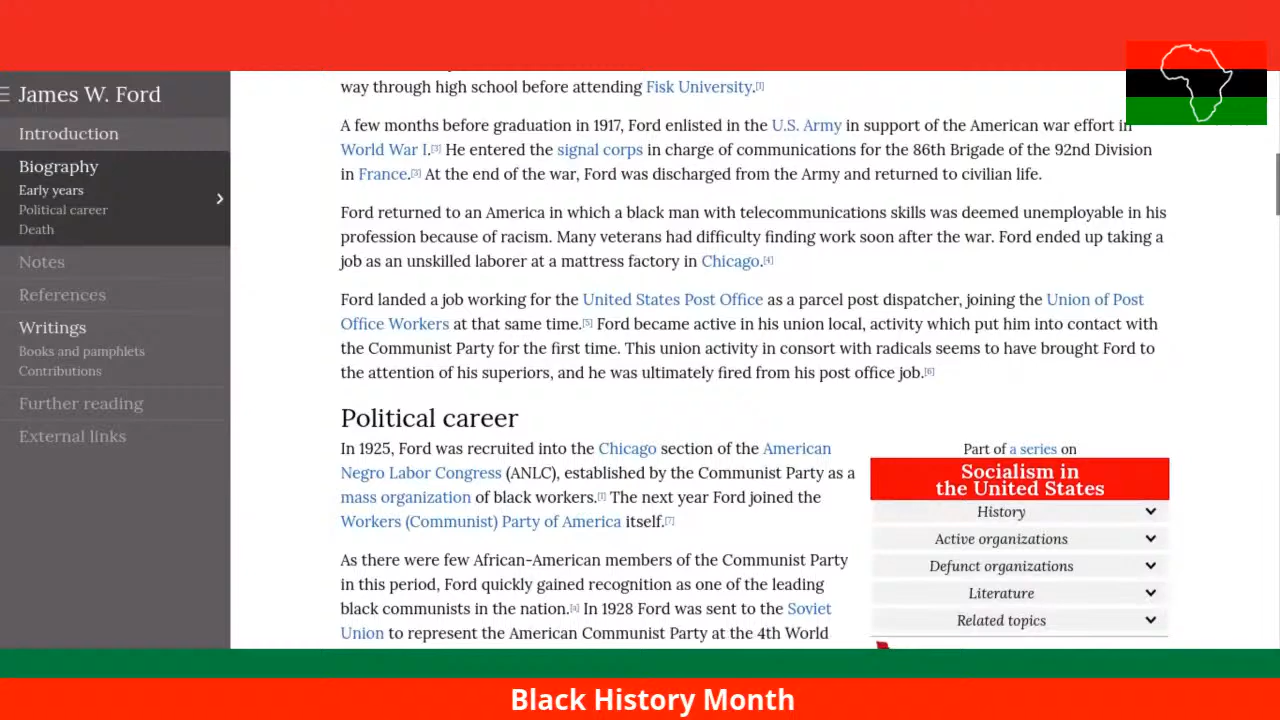 James W. Ford
Introduction
Biography
Early years
Political career
Death
Notes
References
Writings
Books and pamphlets
Contributions
Further reading
External links
way through high school before attending Fisk University.[1]
A few months before graduation in 1917, Ford enlisted in the U.S. Army in support of the American war effort in
World War I.[3] He entered the signal corps in charge of communications for the 86th Brigade of the 92nd Division
in France.[3] At the end of the war, Ford was discharged from the Army and returned to civilian life.
Ford returned to an America in which a black man with telecommunications skills was deemed unemployable in his
profession because of racism. Many veterans had difficulty finding work soon after the war. Ford ended up taking a
job as an unskilled laborer at a mattress factory in Chicago.[4]
Ford landed a job working for the United States Post Office as a parcel post dispatcher, joining the Union of Post
Office Workers at that same time.[5] Ford became active in his union local, activity which put him into contact with
the Communist Party for the first time. This union activity in consort with radicals seems to have brought Ford to
the attention of his superiors, and he was ultimately fired from his post office job.[6]
Political career
In 1925, Ford was recruited into the Chicago section of the American
Negro Labor Congress (ANLC), established by the Communist Party as a
mass organization of black workers.[1] The next year Ford joined the
Workers (Communist) Party of America itself.[7]
As there were few African-American members of the Communist Party
in this period, Ford quickly gained recognition as one of the leading
black communists in the nation.[a] In 1928 Ford was sent to the Soviet
Union to represent the American Communist Party at the 4th World
Part of a series on
Socialism in
the United States
History
Active organizations
Defunct organizations
Literature
Related topics
Black History Month